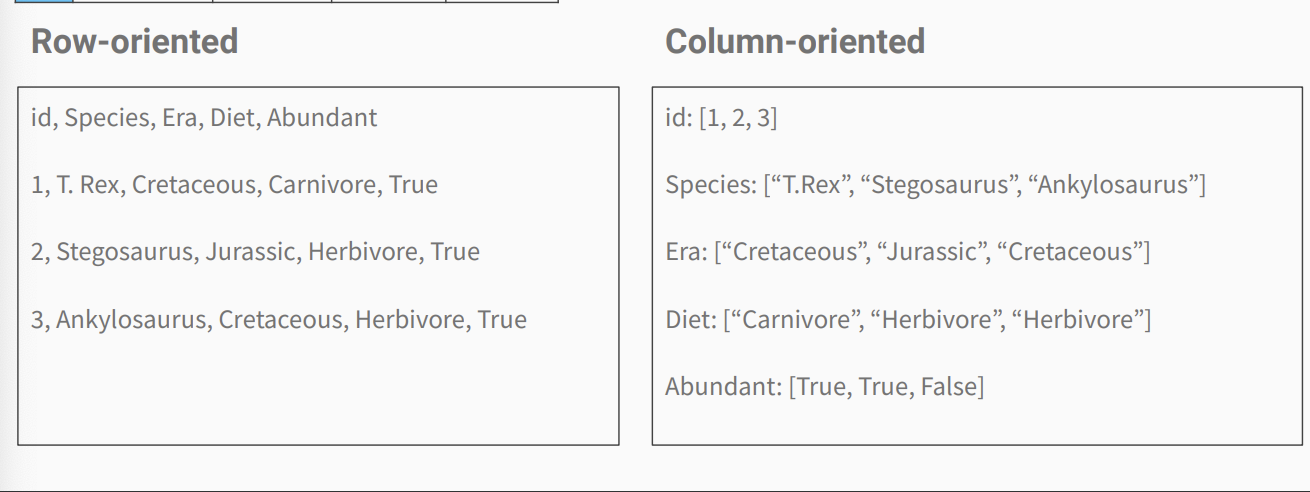 Row-oriented
id, Species, Era, Diet, Abundant
1, T. Rex, Cretaceous, Carnivore, True
2, Stegosaurus, Jurassic, Herbivore, True
3, Ankylosaurus, Cretaceous, Herbivore, True
Column-oriented
id: [1, 2, 3]
Species: [“T.Rex”, “Stegosaurus”, “Ankylosaurus”]
Era: [“Cretaceous”, “Jurassic”, “Cretaceous”]
Diet: [“Carnivore”, “Herbivore”, “Herbivore”]
Abundant: [True, True, False]